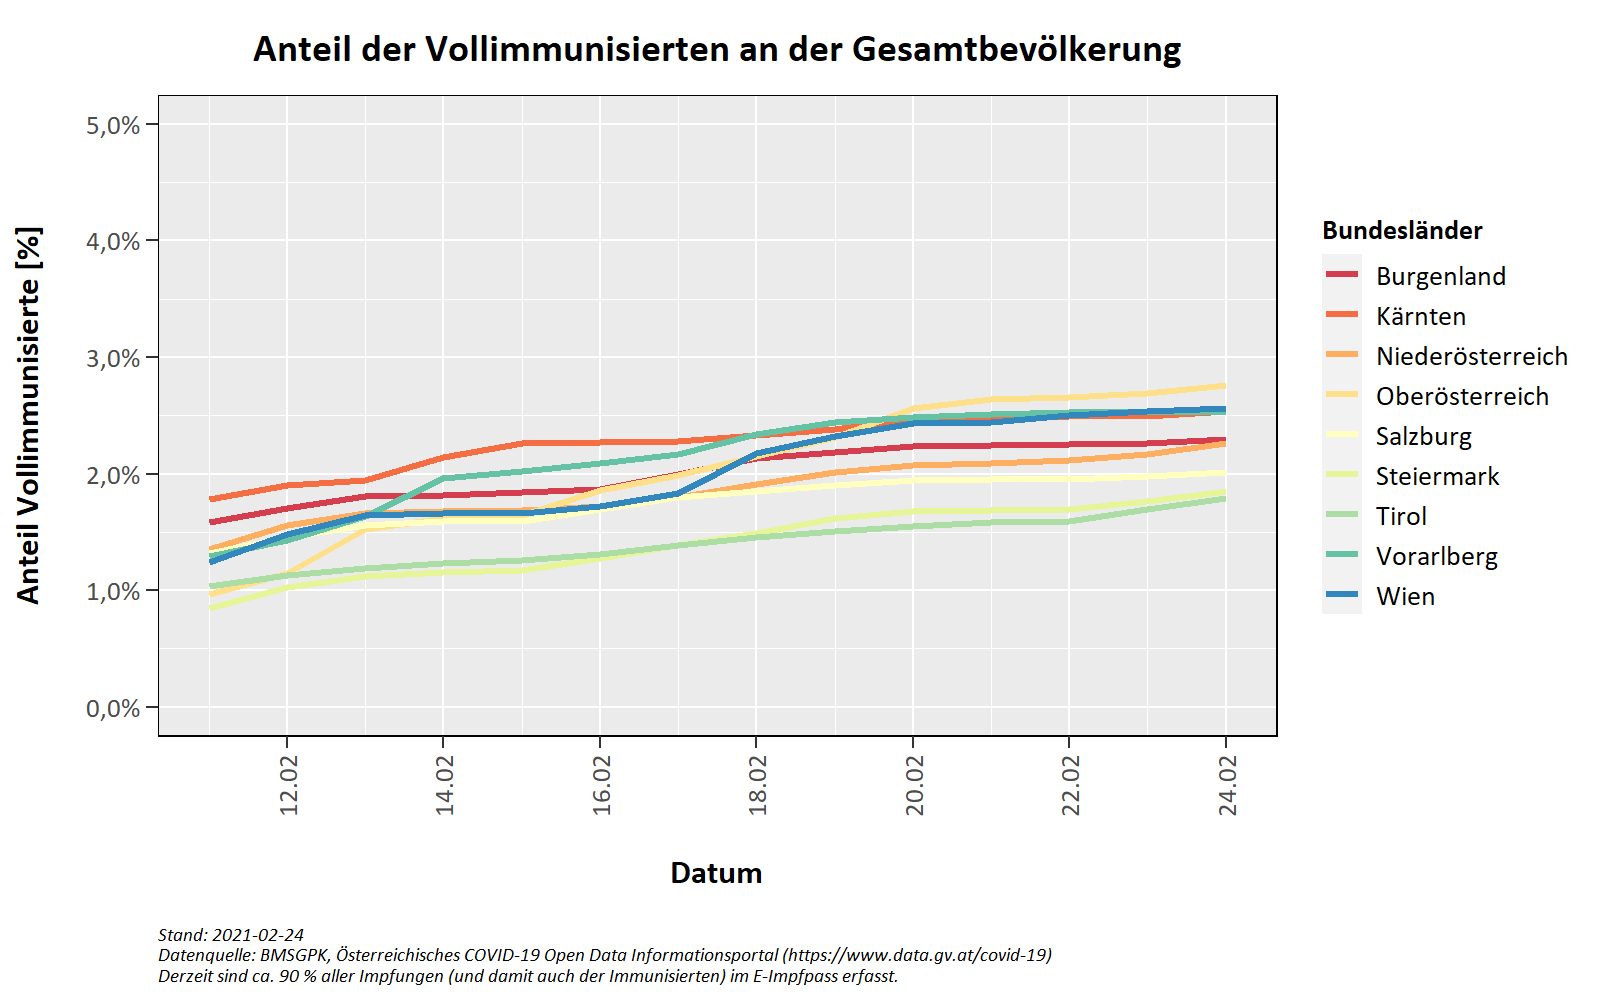 Anteil der Vollimmunisierten an der Gesamtbevölkerung
Anteil Vollimmunisierte [%]
5,0%
4,0%
3,0%
2,0%
1,0%
0,0%
12.02
14.02
16.02
18.02
20.02
22.02
24.02
Datum
Bundesländer
Burgenland
Kärnten
Niederösterreich
Oberösterreich
Salzburg
Steiermark
Tirol
Vorarlberg
Wien
Stand: 2021-02-24
Datenquelle: BMSGPK, Österreichisches COVID-19 Open Data Informationsportal (https://www.data.gv.at/covid-19)
Derzeit sind ca. 90 % aller Impfungen (und damit auch der Immunisierten) im E-Impfpass erfasst.